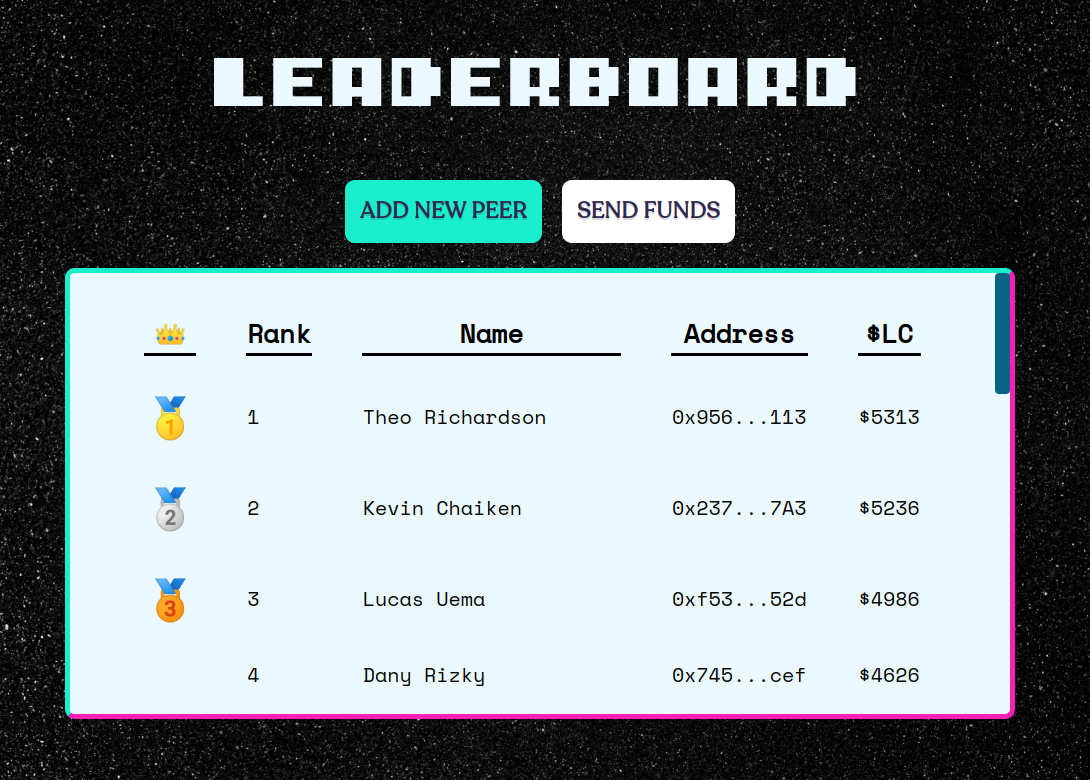 LEADERBOARD
ADD NEW PEER SEND FUNDS
Rank Name Address $LC
1 1 Theo Richardson 0x956...113 $5313
2 2 Kevin Chaiken 0x237...7A3 $5236
3 3 Lucas Uema 0xf53...52d $4986
4 Dany Rizky 0x745...cef $4626